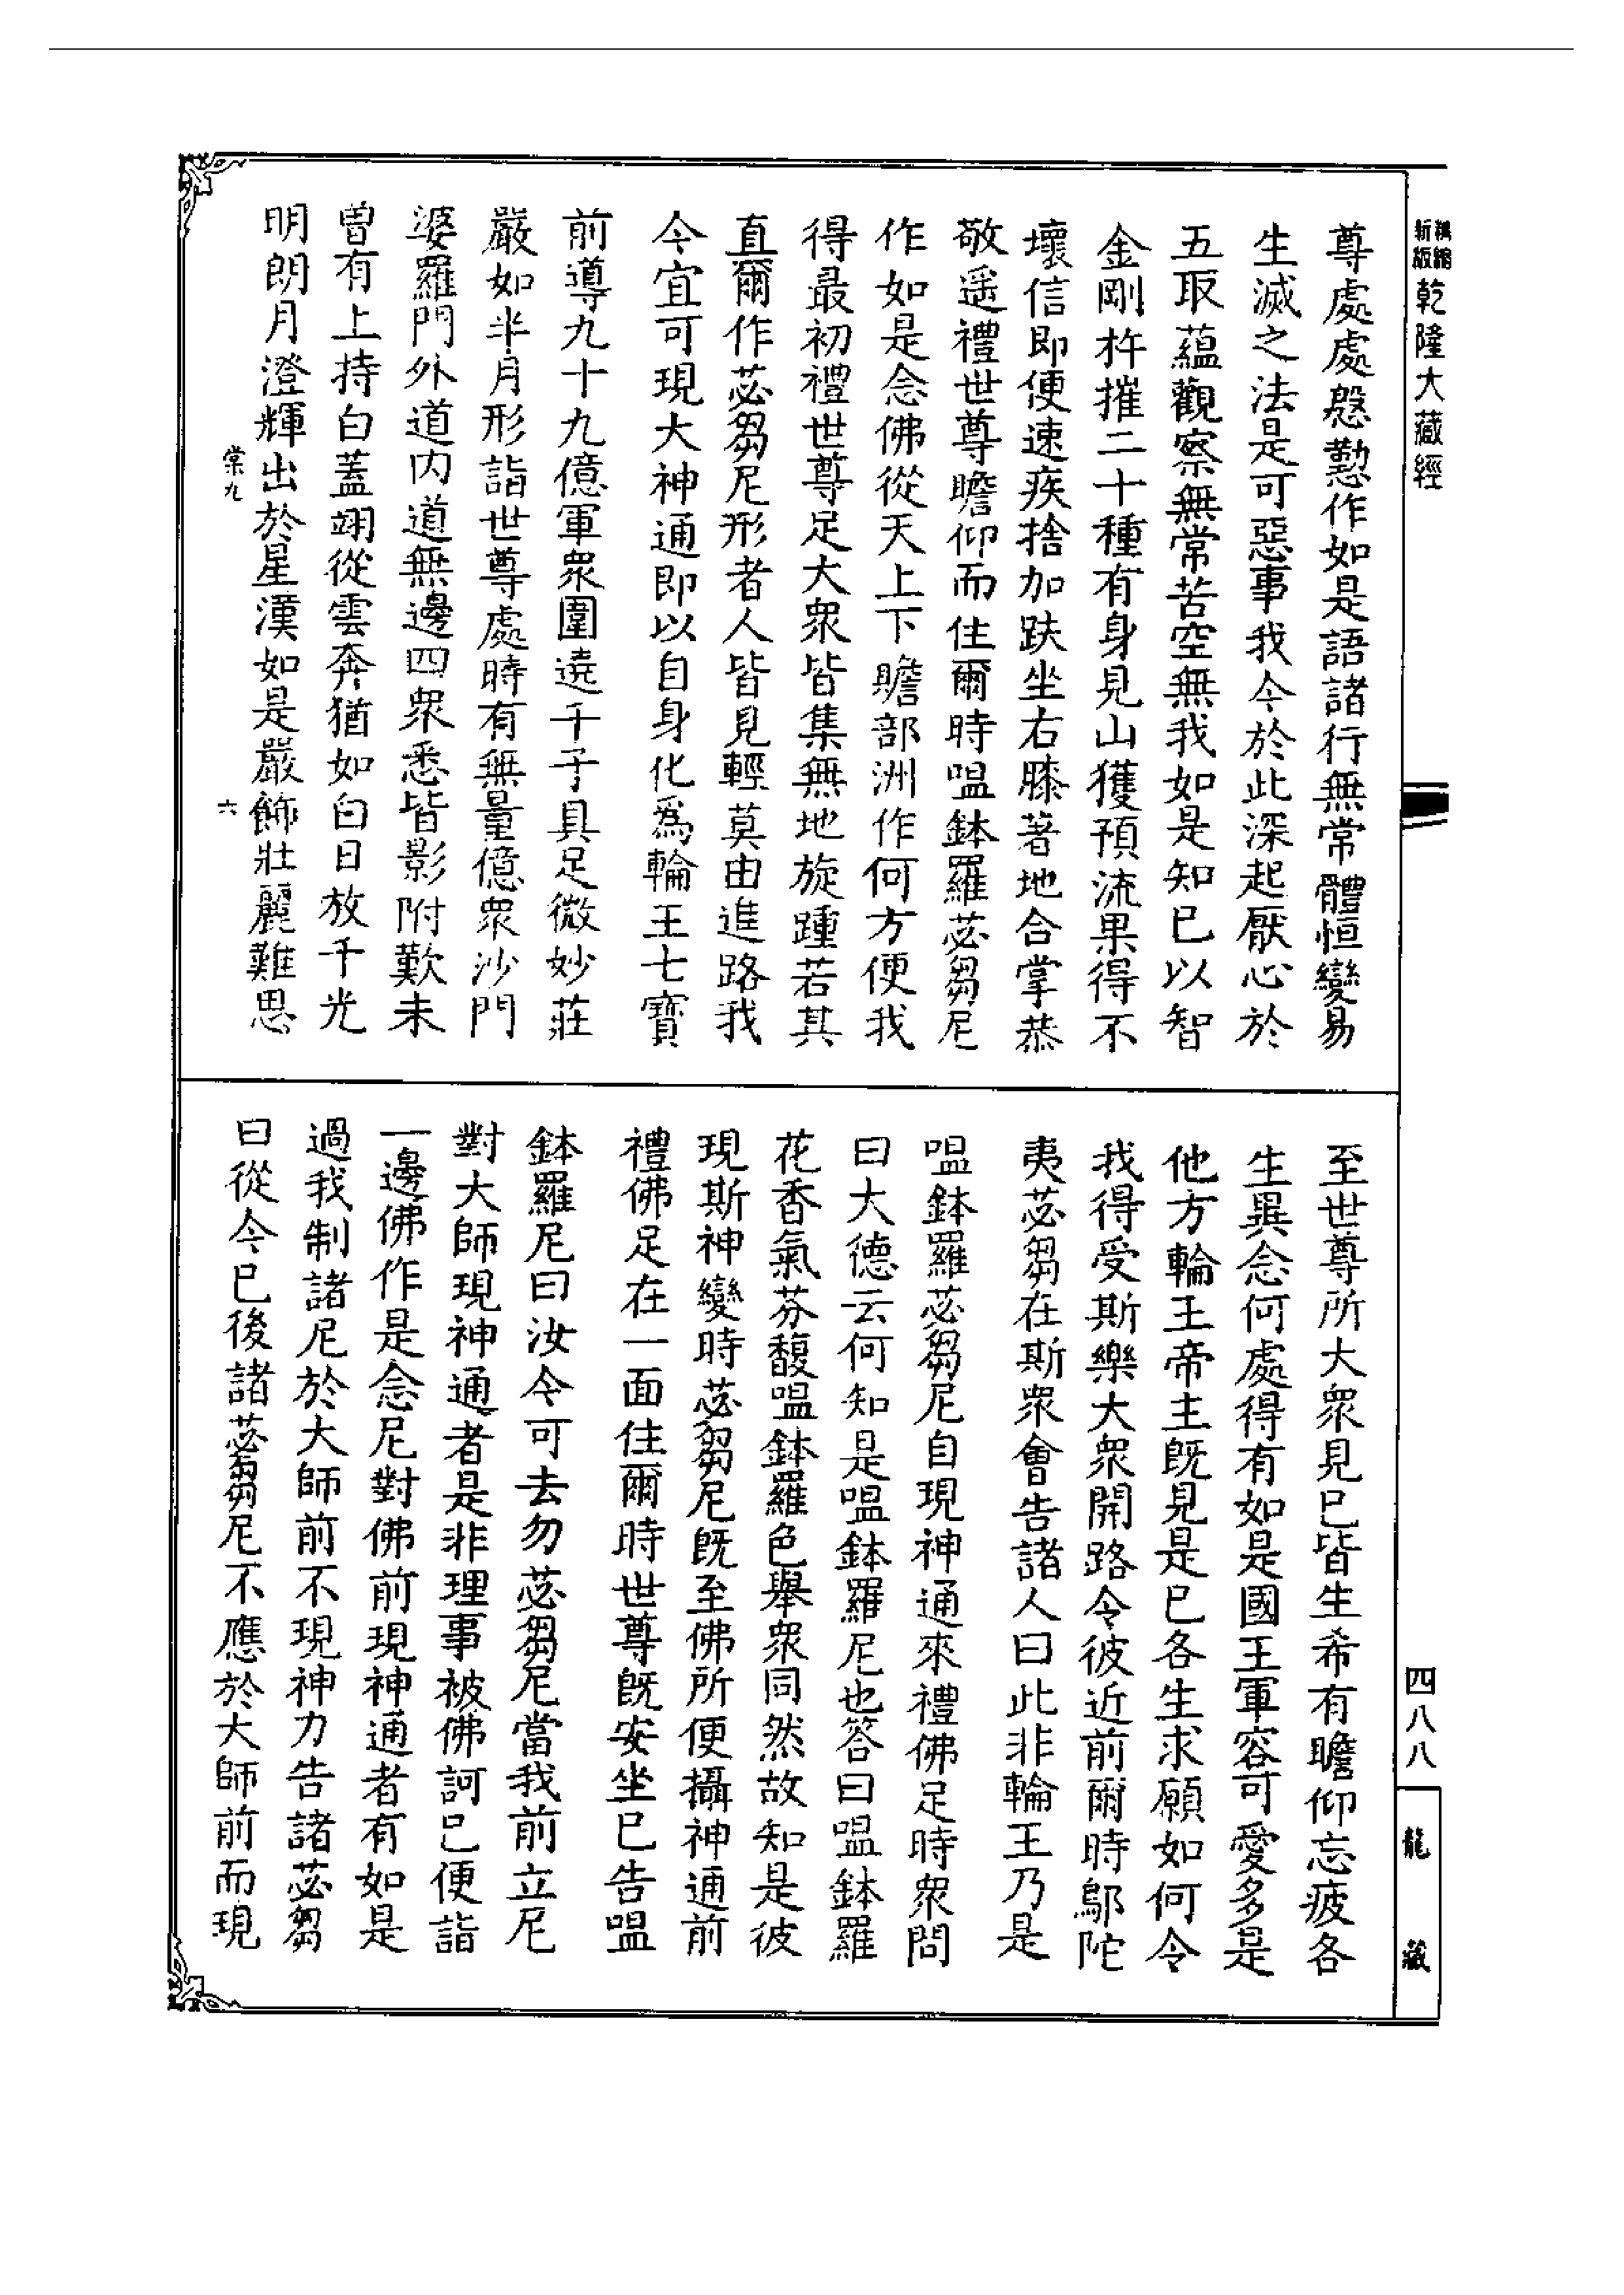 新版
乾隆大藏經
尊處處慇懃作如是語諸行無常體恒變易
生滅之法是可惡事我今於此深起厭心於
五取蘊觀察無常苦空無我如是知已以智
金剛杵摧二十種有身見山獲預流果得不
壞信即便速疾捨加趺坐右膝著地合掌恭
敬遥禮世尊瞻仰而住爾時嗢鉢羅苾芻尼
作如是念佛從天上下贍部洲作何方便我
得最初禮世尊足大衆皆集無地旋踵若其
直爾作苾芻尼形者人皆見輕莫由進路我
今宜可現大神通即以自身化爲輪王七寶
前導九十九億軍衆圍遶千子具足微妙莊
嚴如半月形詣世尊處時有無量億衆沙門
婆羅門外道内道無邊四衆悉皆影附歎未
曾有上持白蓋翊從雲奔猶如白日放千光
明朗月澄輝出於星漢如是嚴飾壯麗難思
棠九
六
至世尊所大衆見已皆生希有瞻仰忘疲各
生異念何處得有如是國王軍容可愛多是
他方輪王帝主既見是已各生求願如何令
我得受斯樂大衆開路令彼近前爾時鄔陀
夷苾芻在斯衆會告諸人曰此非輪王乃是
嗢鉢羅苾芻尼自現神通來禮佛足時衆問
曰大德云何知是嗢鉢羅尼也答曰嗢鉢羅
花香氣芬馥嗢鉢羅色舉衆同然故知是彼
現斯神變時苾芻尼既至佛所便攝神通前
禮佛足在一面住爾時世尊既安坐已告嗢
鉢羅尼曰汝今可去勿苾芻尼當我前立尼
對大師現神通者是非理事被佛訶已便詣
一邊佛作是念尼對佛前現神通者有如是
過我制諸尼於大師前不現神力告諸苾芻
曰從今已後諸苾芻尼不應於大師前而現
四八八
龍藏